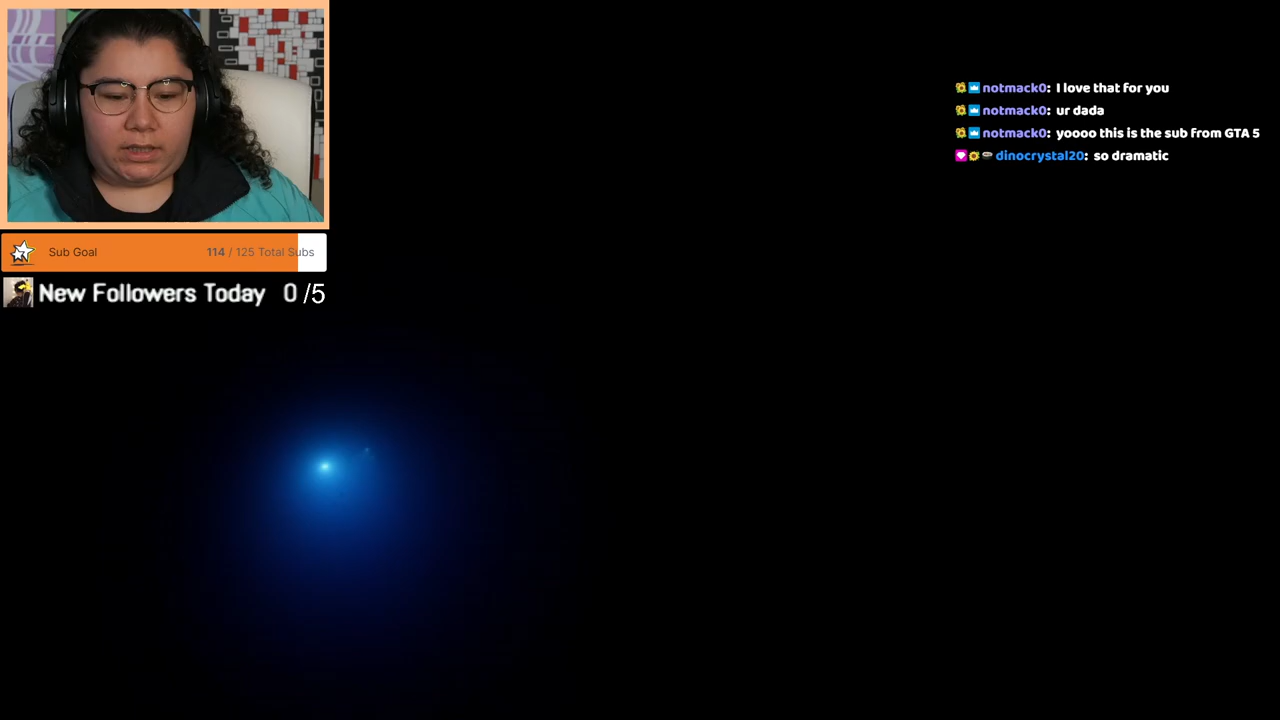 Sub Goal 114 / 125 Total Subs
New Followers Today 0 /5
notmack0: I love that for you
notmack0: ur dada
notmack0: yoooo this is the sub from GTA 5
dinocrystal20: so dramatic